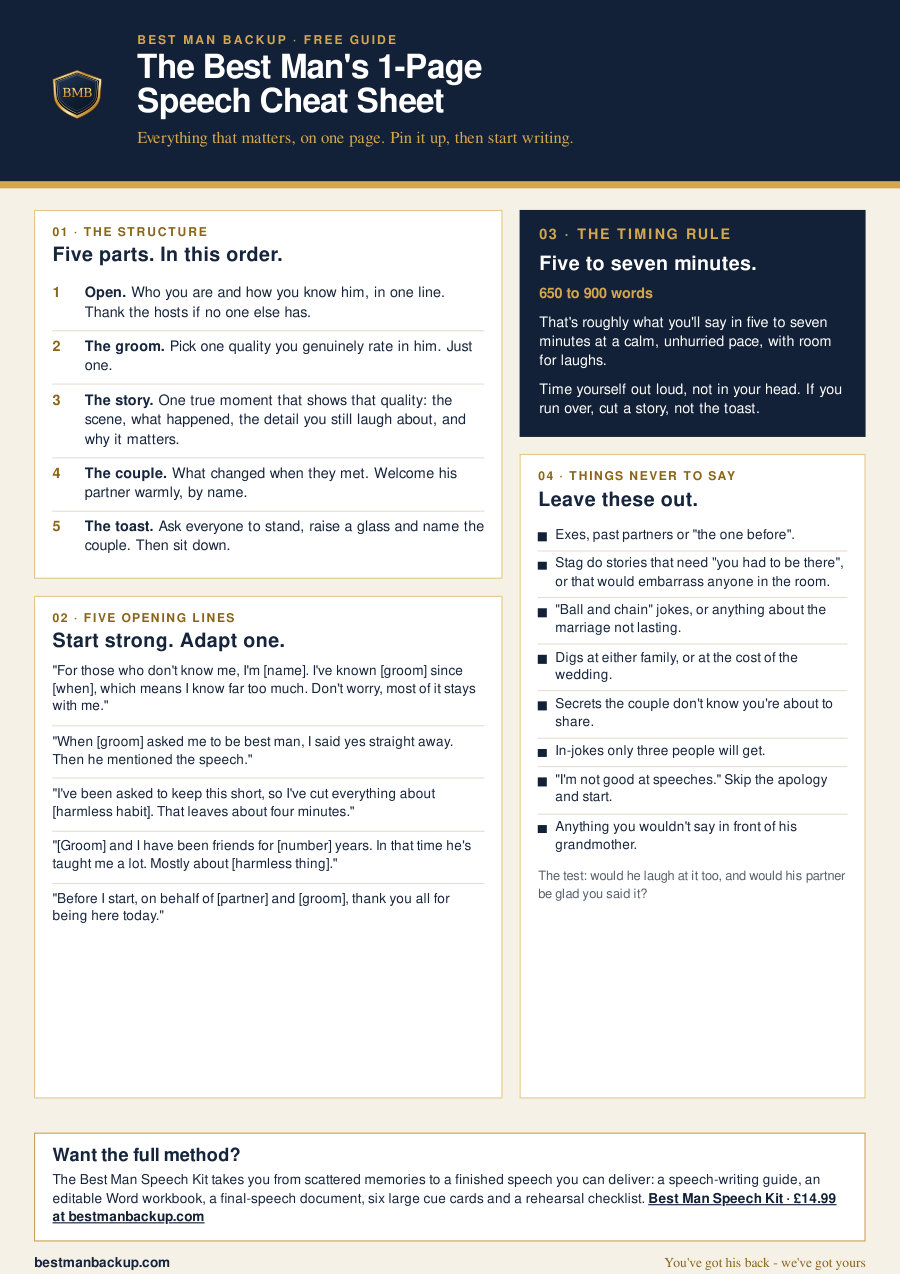 BEST MAN BACKUP · FREE GUIDE
The Best Man's 1-Page
Speech Cheat Sheet
Everything that matters, on one page. Pin it up, then start writing.
BMB
01 · THE STRUCTURE
Five parts. In this order.
1 Open. Who you are and how you know him, in one line.
Thank the hosts if no one else has.
2 The groom. Pick one quality you genuinely rate in him. Just
one.
3 The story. One true moment that shows that quality: the
scene, what happened, the detail you still laugh about, and
why it matters.
4 The couple. What changed when they met. Welcome his
partner warmly, by name.
5 The toast. Ask everyone to stand, raise a glass and name the
couple. Then sit down.
02 · FIVE OPENING LINES
Start strong. Adapt one.
"For those who don't know me, I'm [name]. I've known [groom] since
[when], which means I know far too much. Don't worry, most of it stays
with me."
"When [groom] asked me to be best man, I said yes straight away.
Then he mentioned the speech."
"I've been asked to keep this short, so I've cut everything about
[harmless habit]. That leaves about four minutes."
"[Groom] and I have been friends for [number] years. In that time he's
taught me a lot. Mostly about [harmless thing]."
"Before I start, on behalf of [partner] and [groom], thank you all for
being here today."
03 · THE TIMING RULE
Five to seven minutes.
650 to 900 words
That's roughly what you'll say in five to seven
minutes at a calm, unhurried pace, with room
for laughs.
Time yourself out loud, not in your head. If you
run over, cut a story, not the toast.
04 · THINGS NEVER TO SAY
Leave these out.
Exes, past partners or "the one before".
Stag do stories that need "you had to be there",
or that would embarrass anyone in the room.
"Ball and chain" jokes, or anything about the
marriage not lasting.
Digs at either family, or at the cost of the
wedding.
Secrets the couple don't know you're about to
share.
In-jokes only three people will get.
"I'm not good at speeches." Skip the apology
and start.
Anything you wouldn't say in front of his
grandmother.
The test: would he laugh at it too, and would his partner
be glad you said it?
Want the full method?
The Best Man Speech Kit takes you from scattered memories to a finished speech you can deliver: a speech-writing guide, an
editable Word workbook, a final-speech document, six large cue cards and a rehearsal checklist. Best Man Speech Kit · £14.99
at bestmanbackup.com
bestmanbackup.com
You've got his back - we've got yours